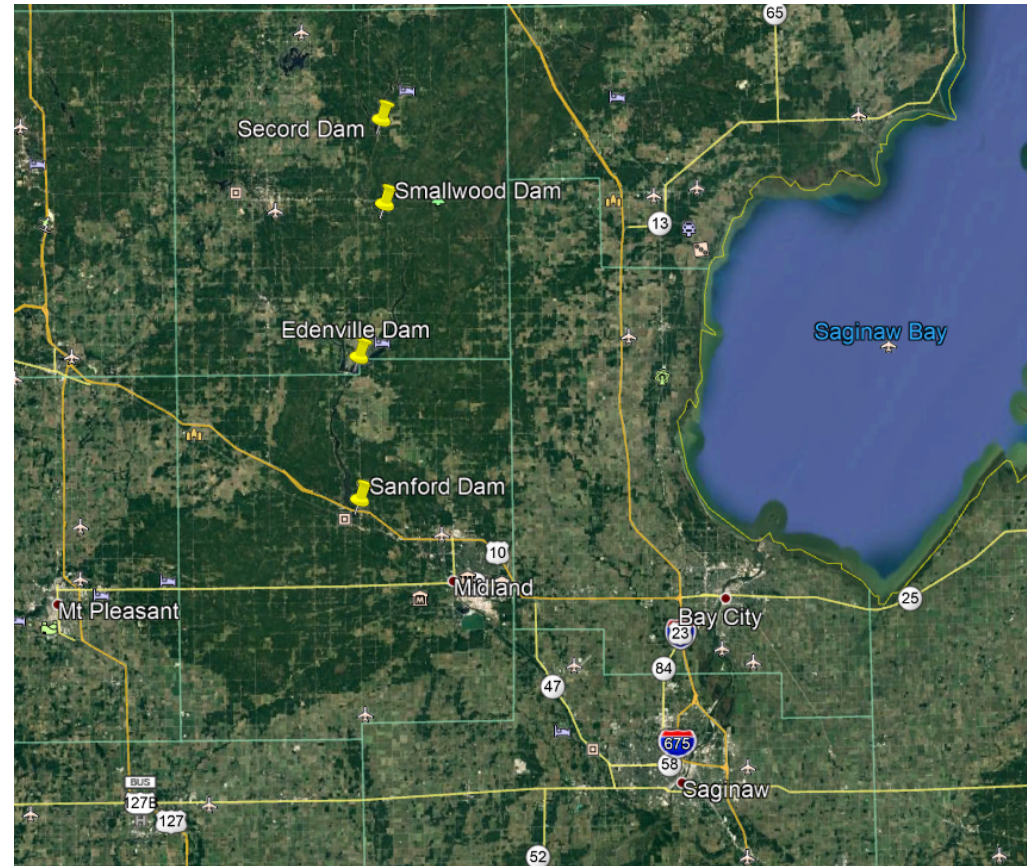 65
Secord Dam
Smallwood Dam
13
Edenville Dam
Saginaw Bay
Sanford Dam
10
Midland
Mt Pleasant
25
Bay City
23
84
47
675
58
Saginaw
BUS
127B
127
52